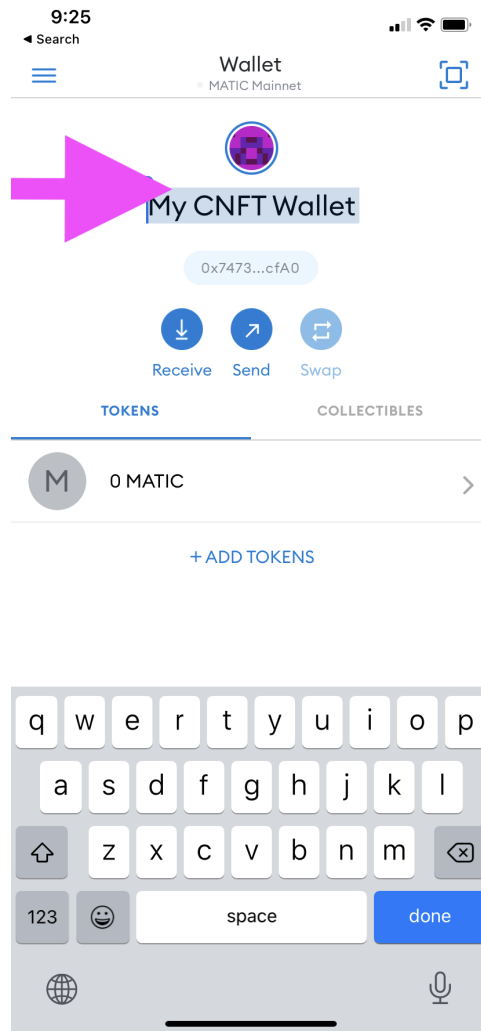 9:25
◀ Search
Wallet
MATIC Mainnet
My CNFT Wallet
0x7473...cfA0
Receive Send Swap
TOKENS COLLECTIBLES
M 0 MATIC
+ ADD TOKENS
q w e r t y u i o p
a s d f g h j k l
z x c v b n m
123 space done